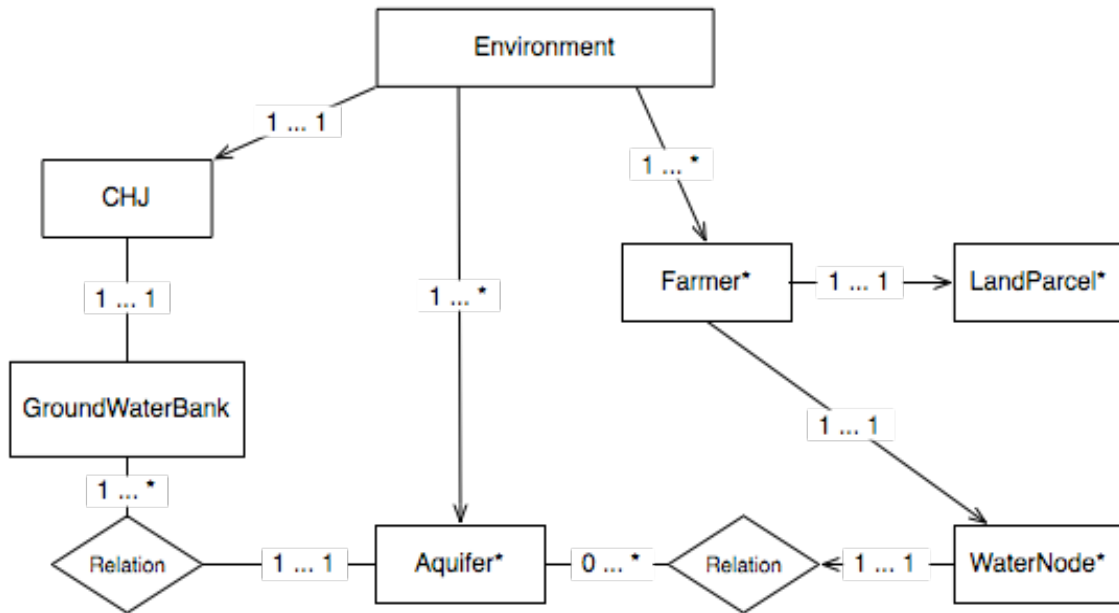 Environment
1 ... 1
CHJ
1 ... *
Farmer*
1 ... 1
LandParcel*
1 ... 1
1 ... *
GroundWaterBank
1 ... 1
1 ... *
Relation
1 ... 1
Aquifer*
0 ... *
Relation
1 ... 1
WaterNode*